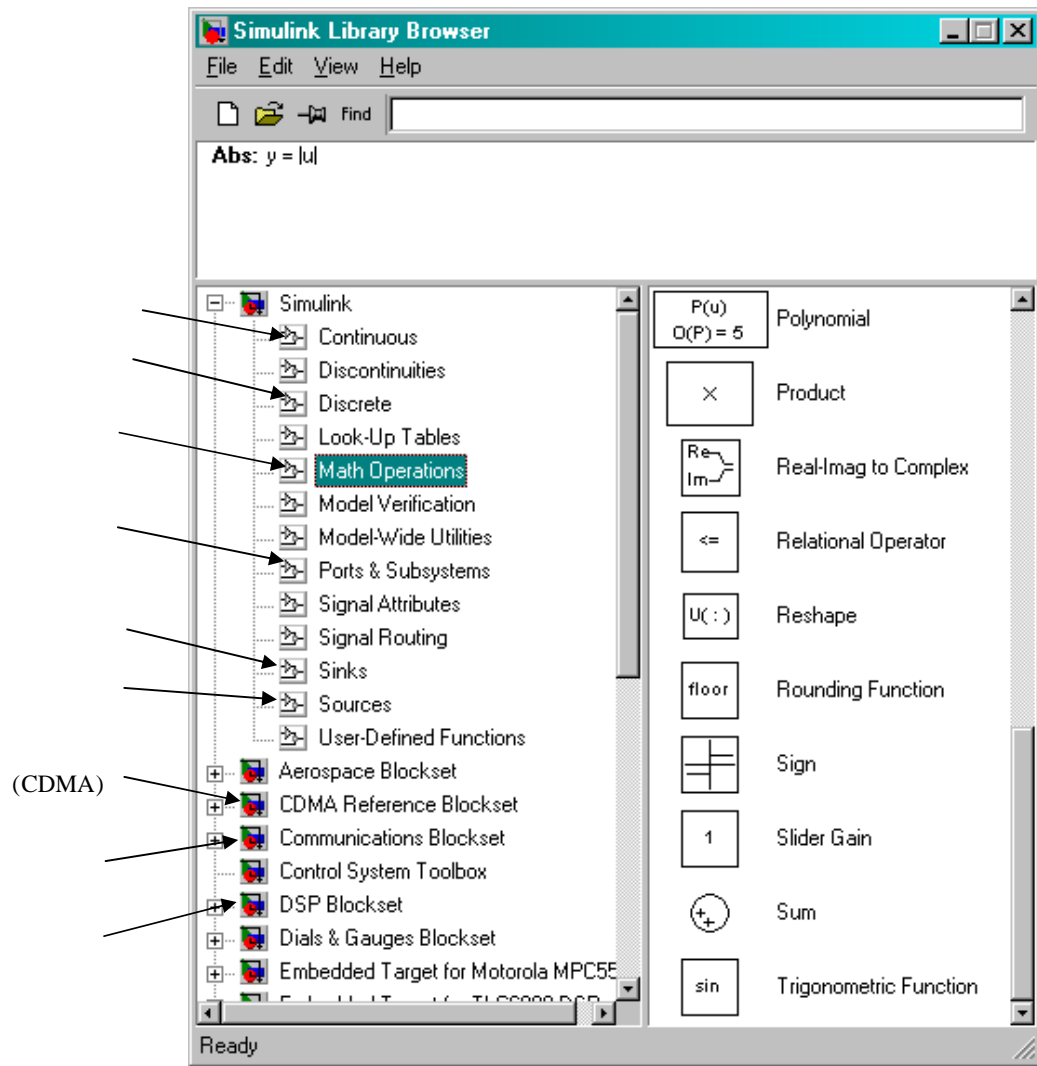 Simulink Library Browser
File Edit View Help
Find
Abs: y = |u|
Simulink
Continuous
Discontinuities
Discrete
Look-Up Tables
Math Operations
Model Verification
Model-Wide Utilities
Ports & Subsystems
Signal Attributes
Signal Routing
Sinks
Sources
User-Defined Functions
Aerospace Blockset
(CDMA)
CDMA Reference Blockset
Communications Blockset
Control System Toolbox
DSP Blockset
Dials & Gauges Blockset
Embedded Target for Motorola MPC55
P(u)
O(P) = 5
Polynomial
×
Product
Re
Im
Real-Imag to Complex
<=
Relational Operator
U( : )
Reshape
floor
Rounding Function
Sign
1
Slider Gain
+
+
Sum
sin
Trigonometric Function
Ready